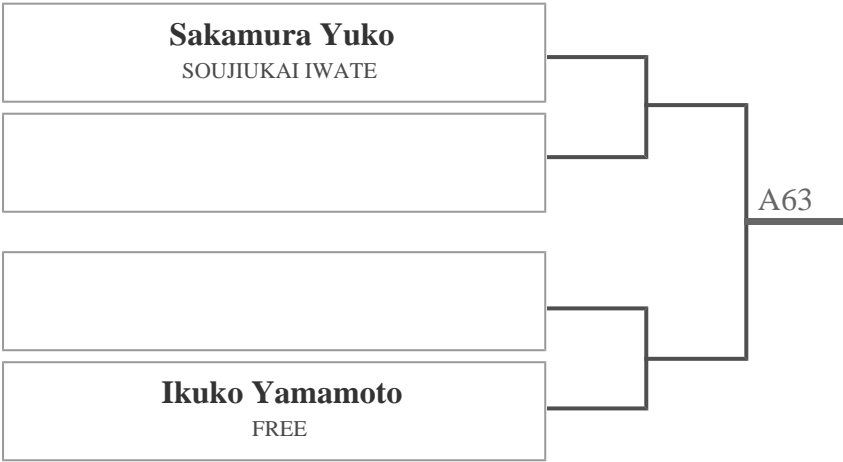 Sakamura Yuko
SOUJIUKAI IWATE
A63
Ikuko Yamamoto
FREE